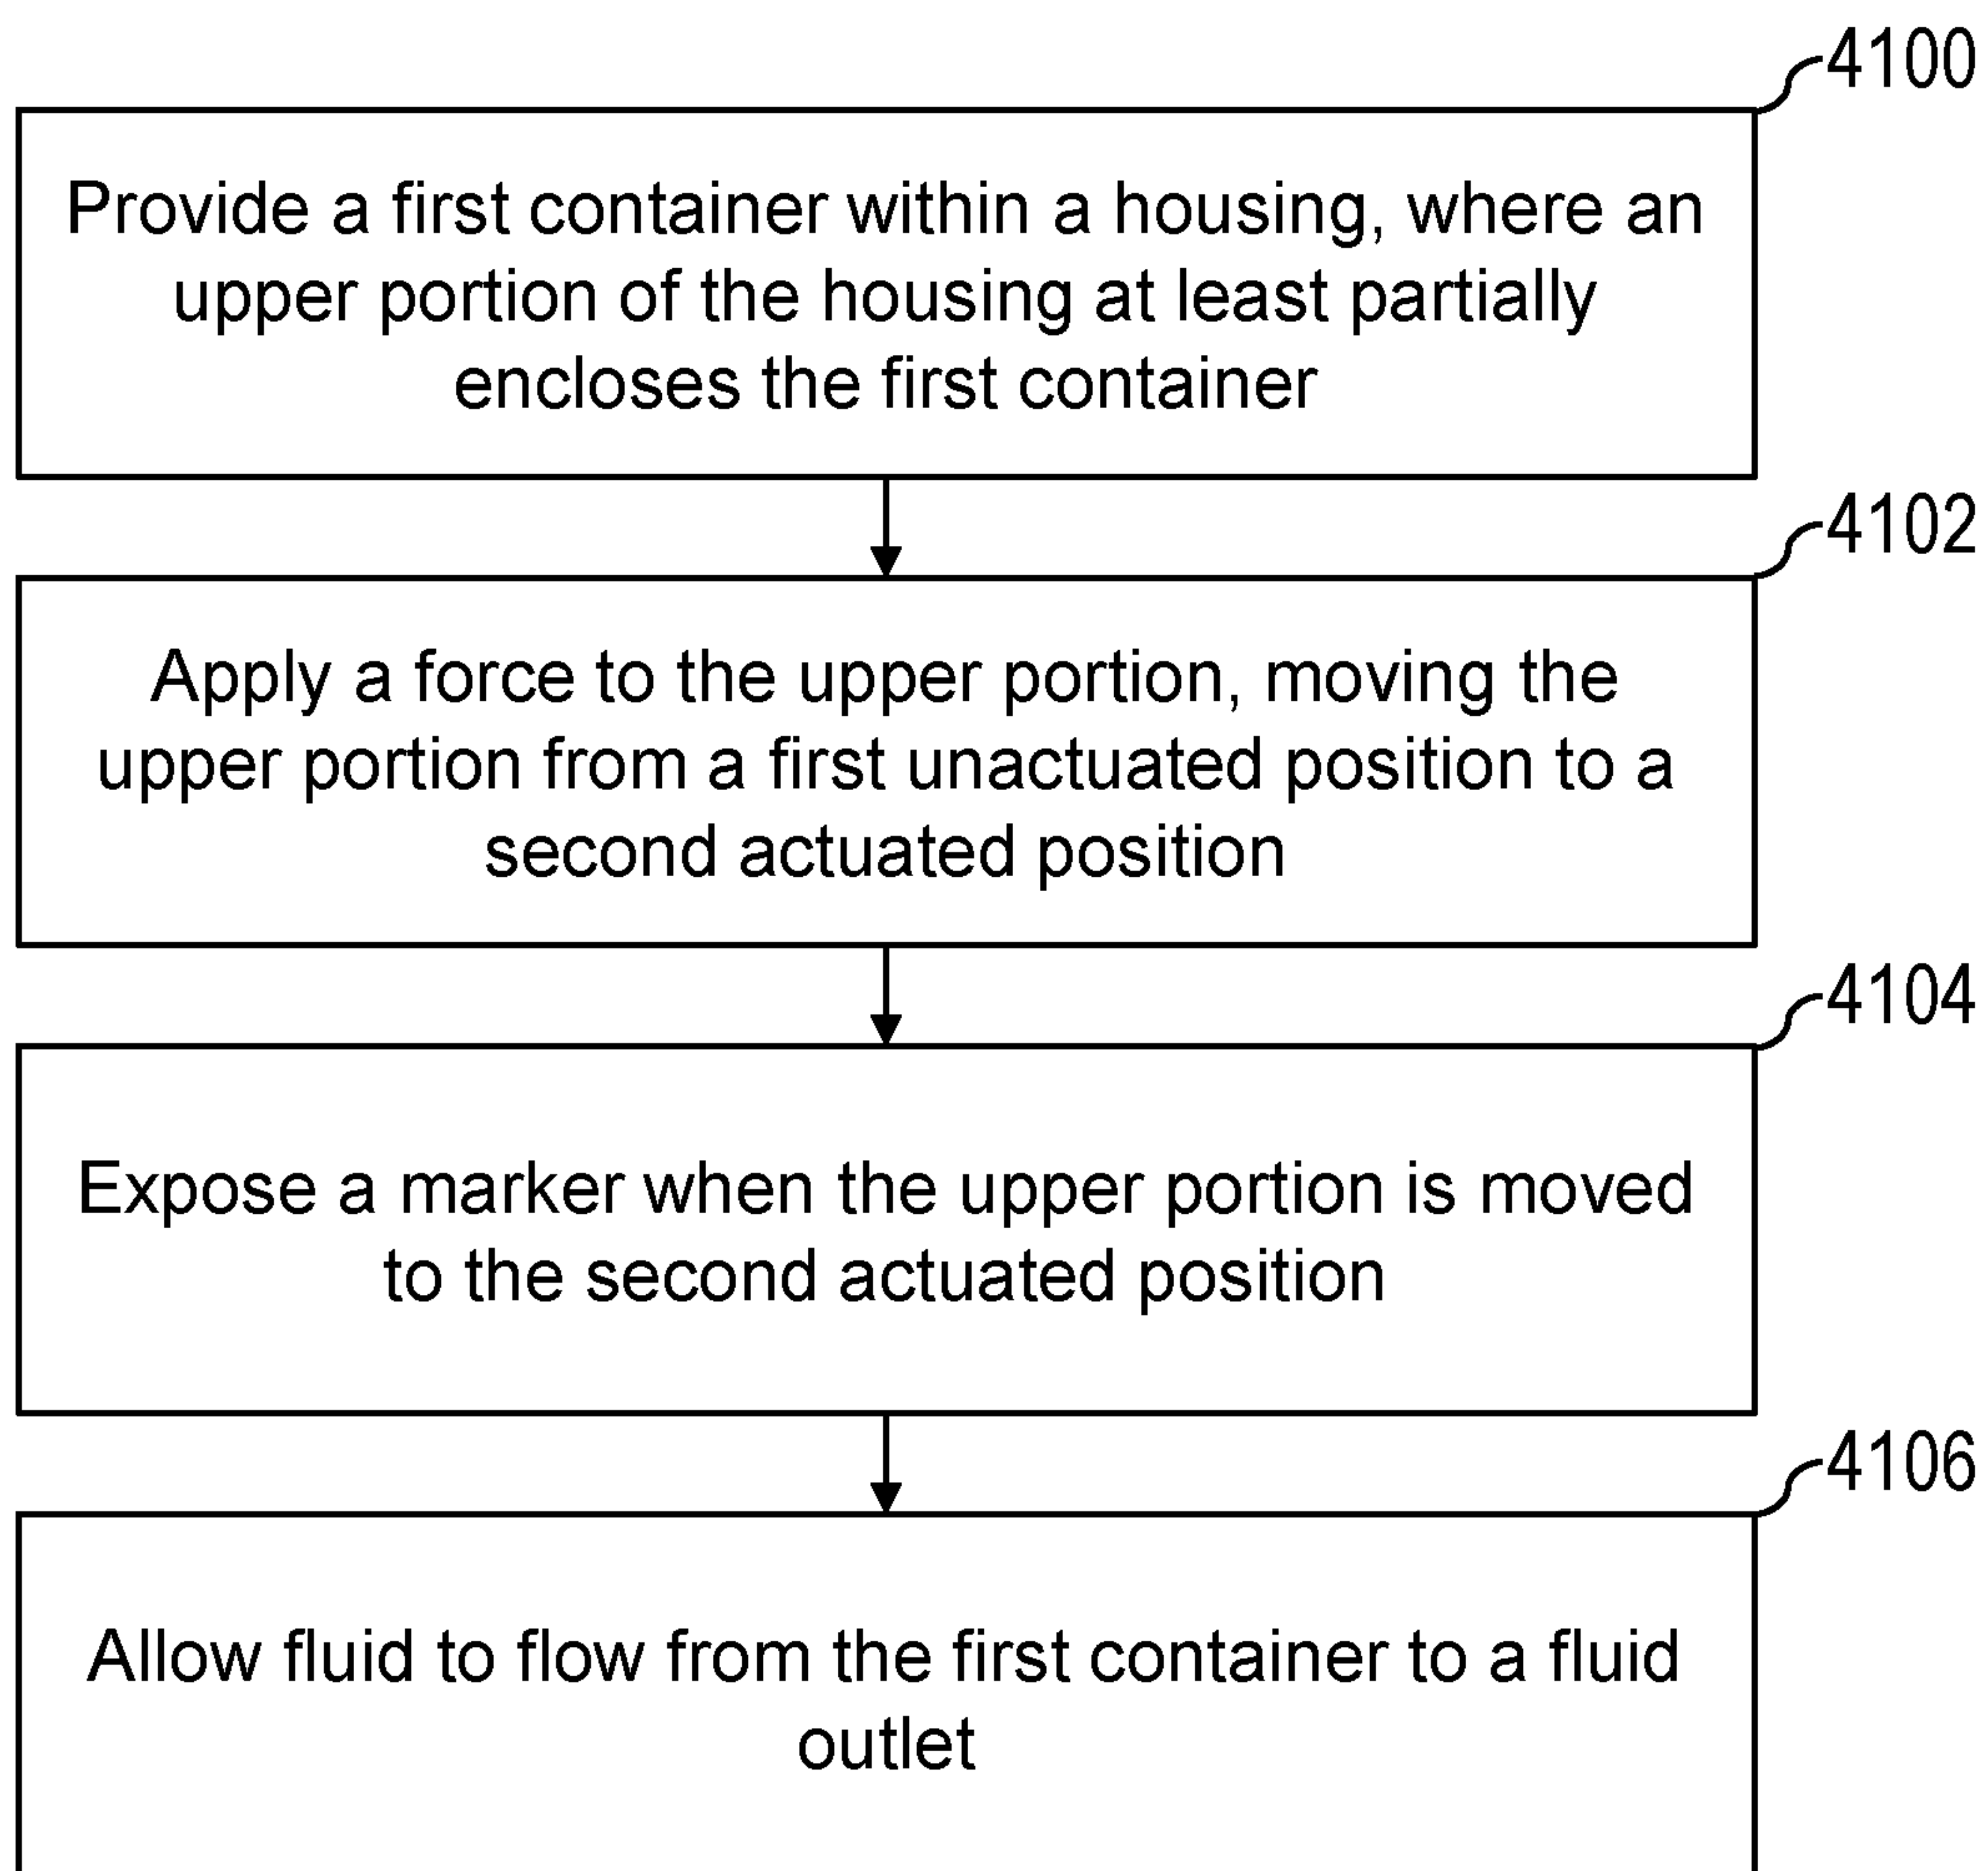 4100
Provide a first container within a housing, where an
upper portion of the housing at least partially
encloses the first container
4102
Apply a force to the upper portion, moving the
upper portion from a first unactuated position to a
second actuated position
4104
Expose a marker when the upper portion is moved
to the second actuated position
4106
Allow fluid to flow from the first container to a fluid
outlet